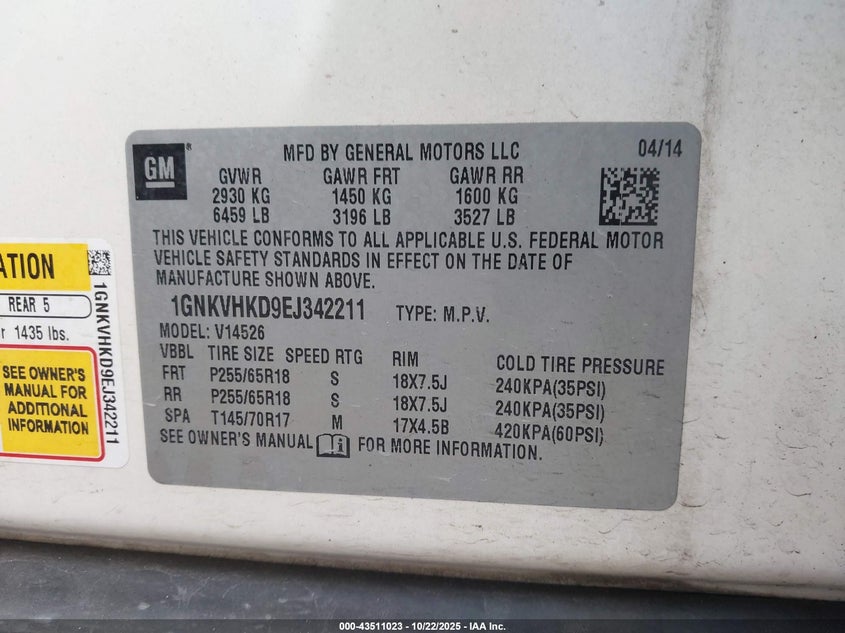 GM
MFD BY GENERAL MOTORS LLC 04/14
GVWR GAWR FRT GAWR RR
2930 KG 1450 KG 1600 KG
6459 LB 3196 LB 3527 LB
THIS VEHICLE CONFORMS TO ALL APPLICABLE U.S. FEDERAL MOTOR
VEHICLE SAFETY STANDARDS IN EFFECT ON THE DATE OF
MANUFACTURE SHOWN ABOVE.
1GNKVHKD9EJ342211 TYPE: M.P.V.
MODEL: V14526
VBBL TIRE SIZE SPEED RTG RIM COLD TIRE PRESSURE
FRT P255/65R18 S 18X7.5J 240KPA(35PSI)
RR P255/65R18 S 18X7.5J 240KPA(35PSI)
SPA T145/70R17 M 17X4.5B 420KPA(60PSI)
SEE OWNER'S MANUAL FOR MORE INFORMATION.
REAR 5
1435 lbs.
SEE OWNER'S
MANUAL FOR
ADDITIONAL
INFORMATION
1GNKVHKD9EJ342211
000-43511023 - 10/22/2025 - IAA Inc.